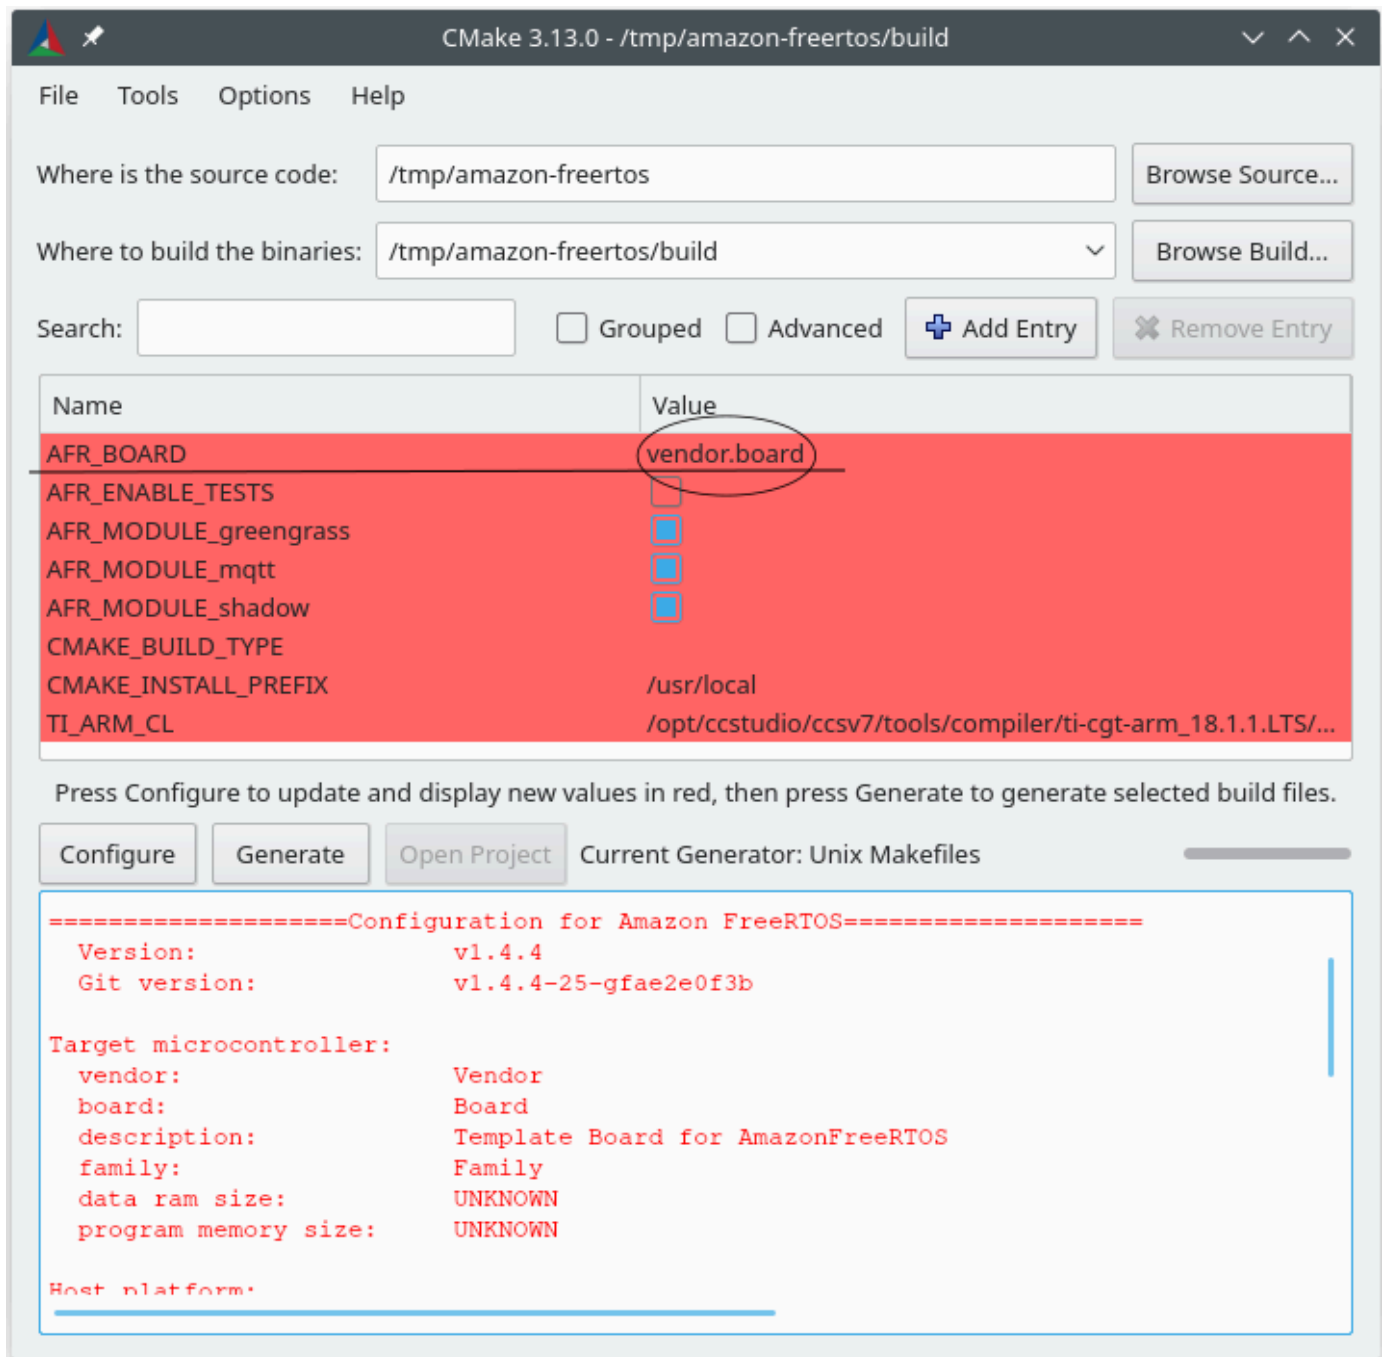 CMake 3.13.0 - /tmp/amazon-freertos/build
File Tools Options Help
Where is the source code: /tmp/amazon-freertos Browse Source...
Where to build the binaries: /tmp/amazon-freertos/build Browse Build...
Search: Grouped Advanced Add Entry Remove Entry
Name Value
AFR_BOARD vendor.board
AFR_ENABLE_TESTS
AFR_MODULE_greengrass
AFR_MODULE_mqtt
AFR_MODULE_shadow
CMAKE_BUILD_TYPE
CMAKE_INSTALL_PREFIX /usr/local
TI_ARM_CL /opt/ccstudio/ccsv7/tools/compiler/ti-cgt-arm_18.1.1.LTS/...
Press Configure to update and display new values in red, then press Generate to generate selected build files.
Configure Generate Open Project Current Generator: Unix Makefiles
====================Configuration for Amazon FreeRTOS====================
Version: v1.4.4
Git version: v1.4.4-25-gfae2e0f3b
Target microcontroller:
vendor: Vendor
board: Board
description: Template Board for AmazonFreeRTOS
family: Family
data ram size: UNKNOWN
program memory size: UNKNOWN
Host platform: